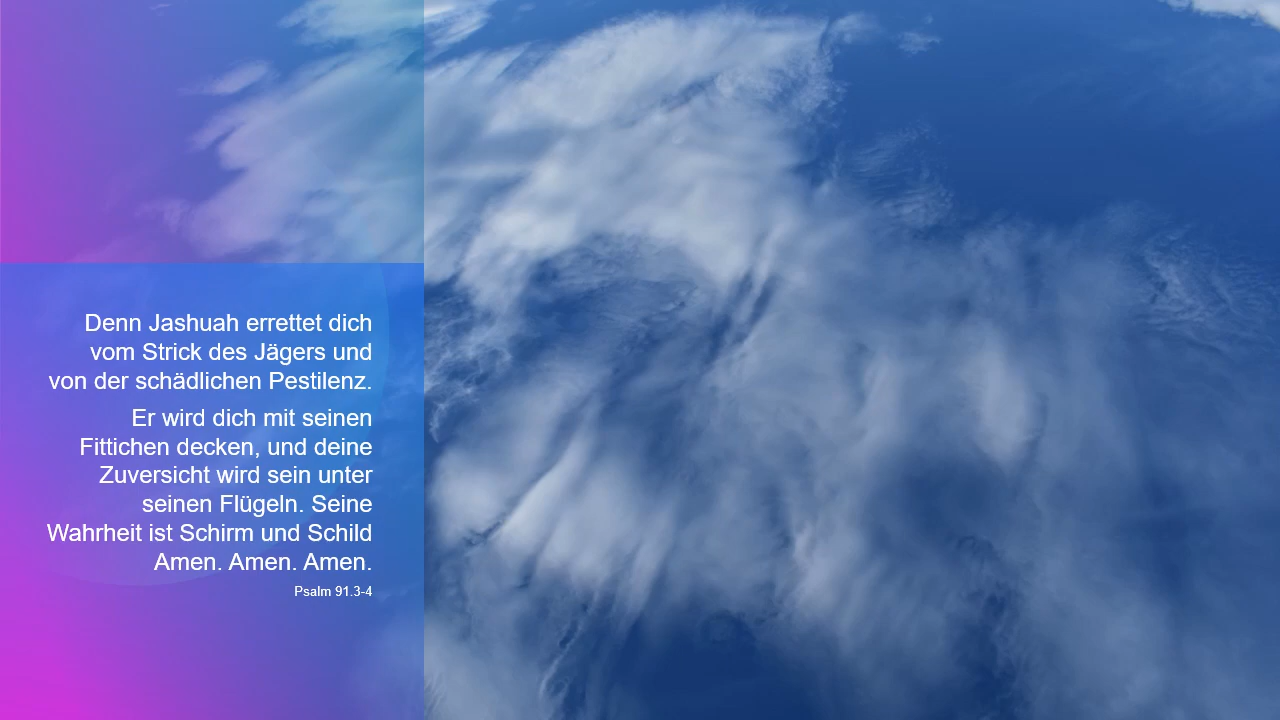 Denn Jashuah errettet dich
vom Strick des Jägers und
von der schädlichen Pestilenz.
Er wird dich mit seinen
Fittichen decken, und deine
Zuversicht wird sein unter
seinen Flügeln. Seine
Wahrheit ist Schirm und Schild
Amen. Amen. Amen.
Psalm 91.3-4